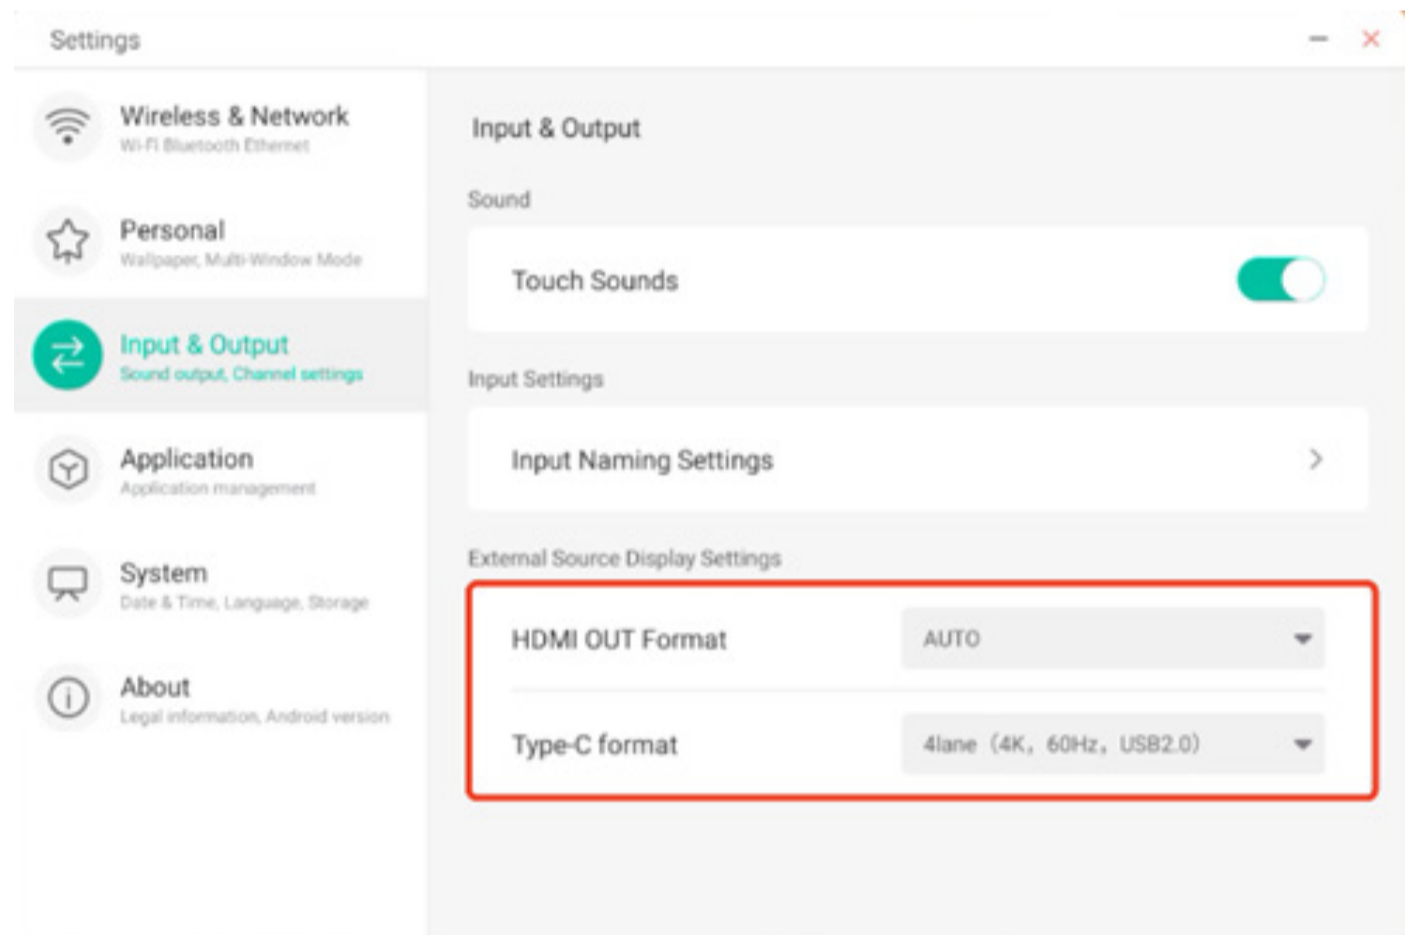 Settings
Wireless & Network
Wi-Fi Bluetooth Ethernet
Personal
Wallpaper, Multi-Window Mode
Input & Output
Sound output, Channel settings
Application
Application management
System
Date & Time, Language, Storage
About
Legal information, Android version
Input & Output
Sound
Touch Sounds
Input Settings
Input Naming Settings
External Source Display Settings
HDMI OUT Format AUTO
Type-C format 4lane (4K, 60Hz, USB2.0)